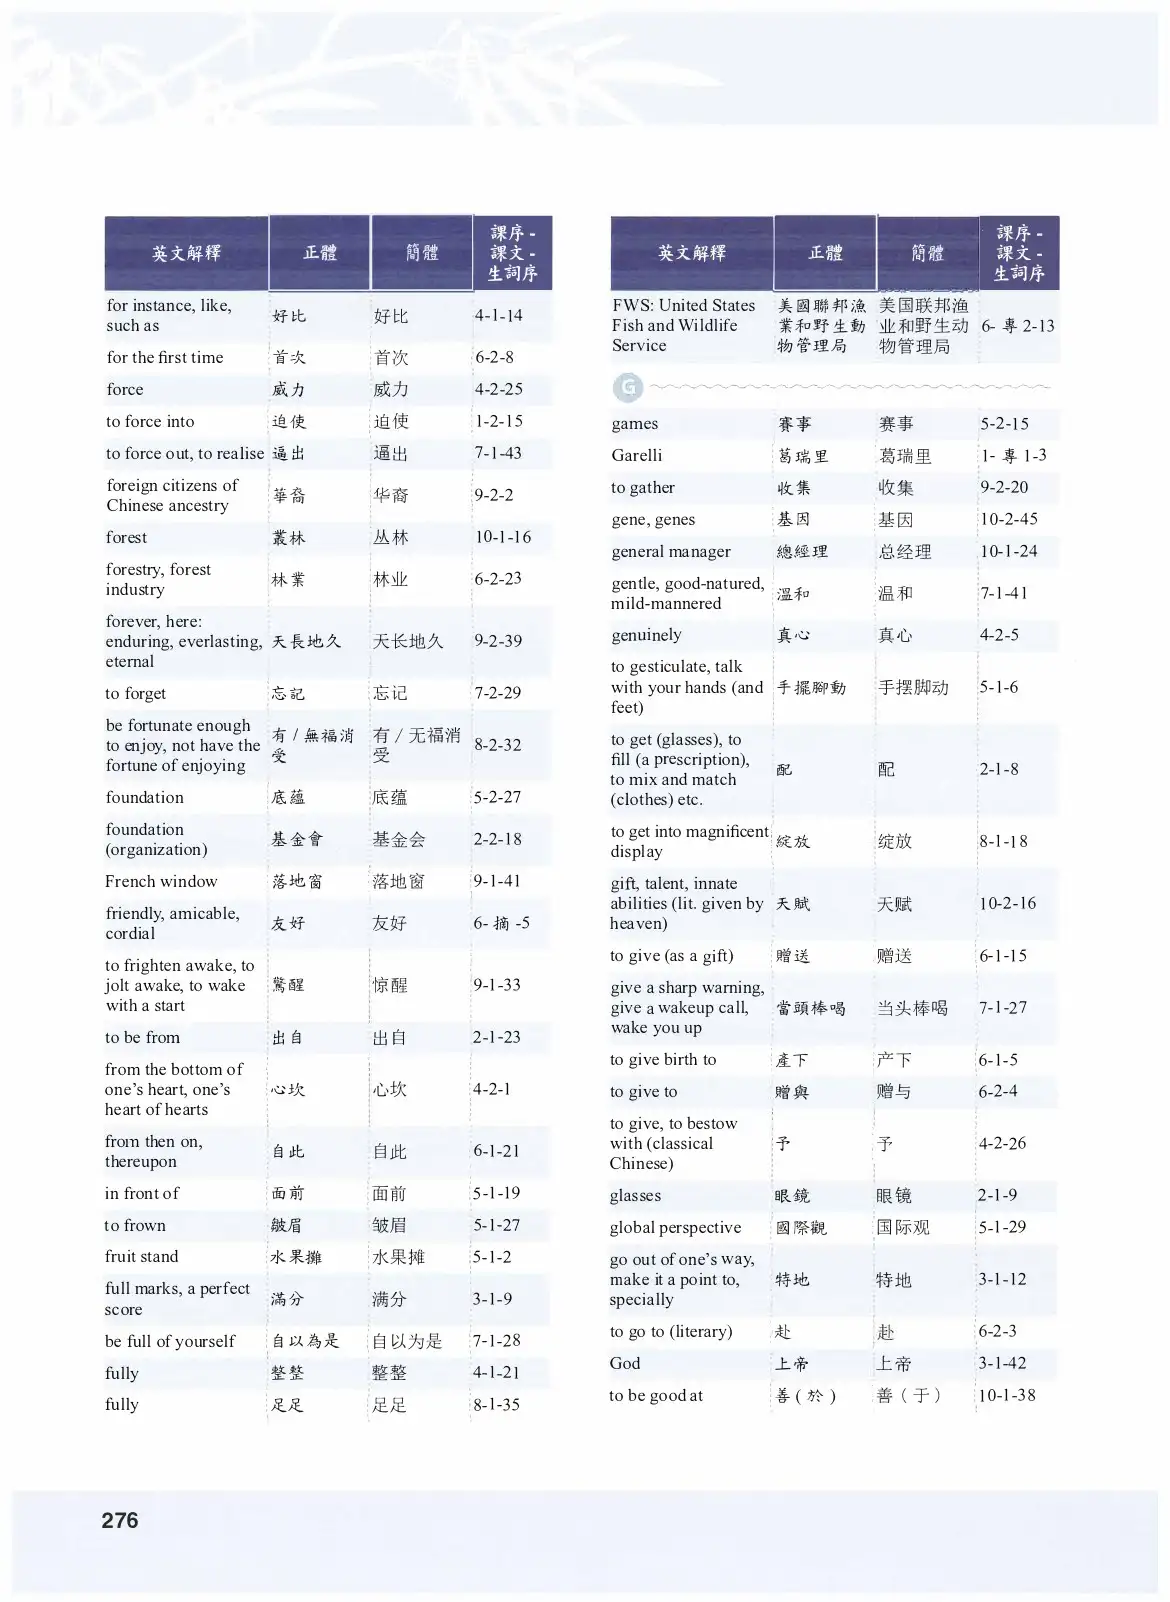 英文解釋 正體 簡體 課序 - 課文 - 生詞序
for instance, like,
such as 好比 好比 4-1-14
for the first time 首次 首次 6-2-8
force 威力 威力 4-2-25
to force into 迫使 迫使 1-2-15
to force out, to realise 逼出 逼出 7-1-43
foreign citizens of
Chinese ancestry 華裔 华裔 9-2-2
forest 叢林 丛林 10-1-16
forestry, forest
industry 林業 林业 6-2-23
forever, here:
enduring, everlasting, 天長地久 天长地久 9-2-39
eternal
to forget 忘記 忘记 7-2-29
be fortunate enough
to enjoy, not have the 有 / 無福消 有 / 无福消 8-2-32
fortune of enjoying 受 受
foundation 底蘊 底蕴 5-2-27
foundation
(organization) 基金會 基金会 2-2-18
French window 落地窗 落地窗 9-1-41
friendly, amicable,
cordial 友好 友好 6- 摘 -5
to frighten awake, to
jolt awake, to wake 驚醒 惊醒 9-1-33
with a start
to be from 出自 出自 2-1-23
from the bottom of
one's heart, one's 心坎 心坎 4-2-1
heart of hearts
from then on,
thereupon 自此 自此 6-1-21
in front of 面前 面前 5-1-19
to frown 皺眉 皱眉 5-1-27
fruit stand 水果攤 水果摊 5-1-2
full marks, a perfect
score 滿分 满分 3-1-9
be full of yourself 自以為是 自以为是 7-1-28
fully 整整 整整 4-1-21
fully 足足 足足 8-1-35
英文解釋 正體 簡體 課序 - 課文 - 生詞序
FWS: United States 美國聯邦漁 美国联邦渔
Fish and Wildlife 業和野生動 业和野生动 6- 專 2-13
Service 物管理局 物管理局
G
games 賽事 赛事 5-2-15
Garelli 葛瑞里 葛瑞里 1- 專 1-3
to gather 收集 收集 9-2-20
gene, genes 基因 基因 10-2-45
general manager 總經理 总经理 10-1-24
gentle, good-natured,
mild-mannered 溫和 温和 7-1-41
genuinely 真心 真心 4-2-5
to gesticulate, talk
with your hands (and 手擺腳動 手摆脚动 5-1-6
feet)
to get (glasses), to
fill (a prescription),
to mix and match 配 配 2-1-8
(clothes) etc.
to get into magnificent
display 綻放 绽放 8-1-18
gift, talent, innate
abilities (lit. given by 天賦 天赋 10-2-16
heaven)
to give (as a gift) 贈送 赠送 6-1-15
give a sharp warning,
give a wakeup call, 當頭棒喝 当头棒喝 7-1-27
wake you up
to give birth to 產下 产下 6-1-5
to give to 贈與 赠与 6-2-4
to give, to bestow
with (classical 予 予 4-2-26
Chinese)
glasses 眼鏡 眼镜 2-1-9
global perspective 國際觀 国际观 5-1-29
go out of one's way,
make it a point to, 特地 特地 3-1-12
specially
to go to (literary) 赴 赴 6-2-3
God 上帝 上帝 3-1-42
to be good at 善 ( 於 ) 善 ( 于 ) 10-1-38
276